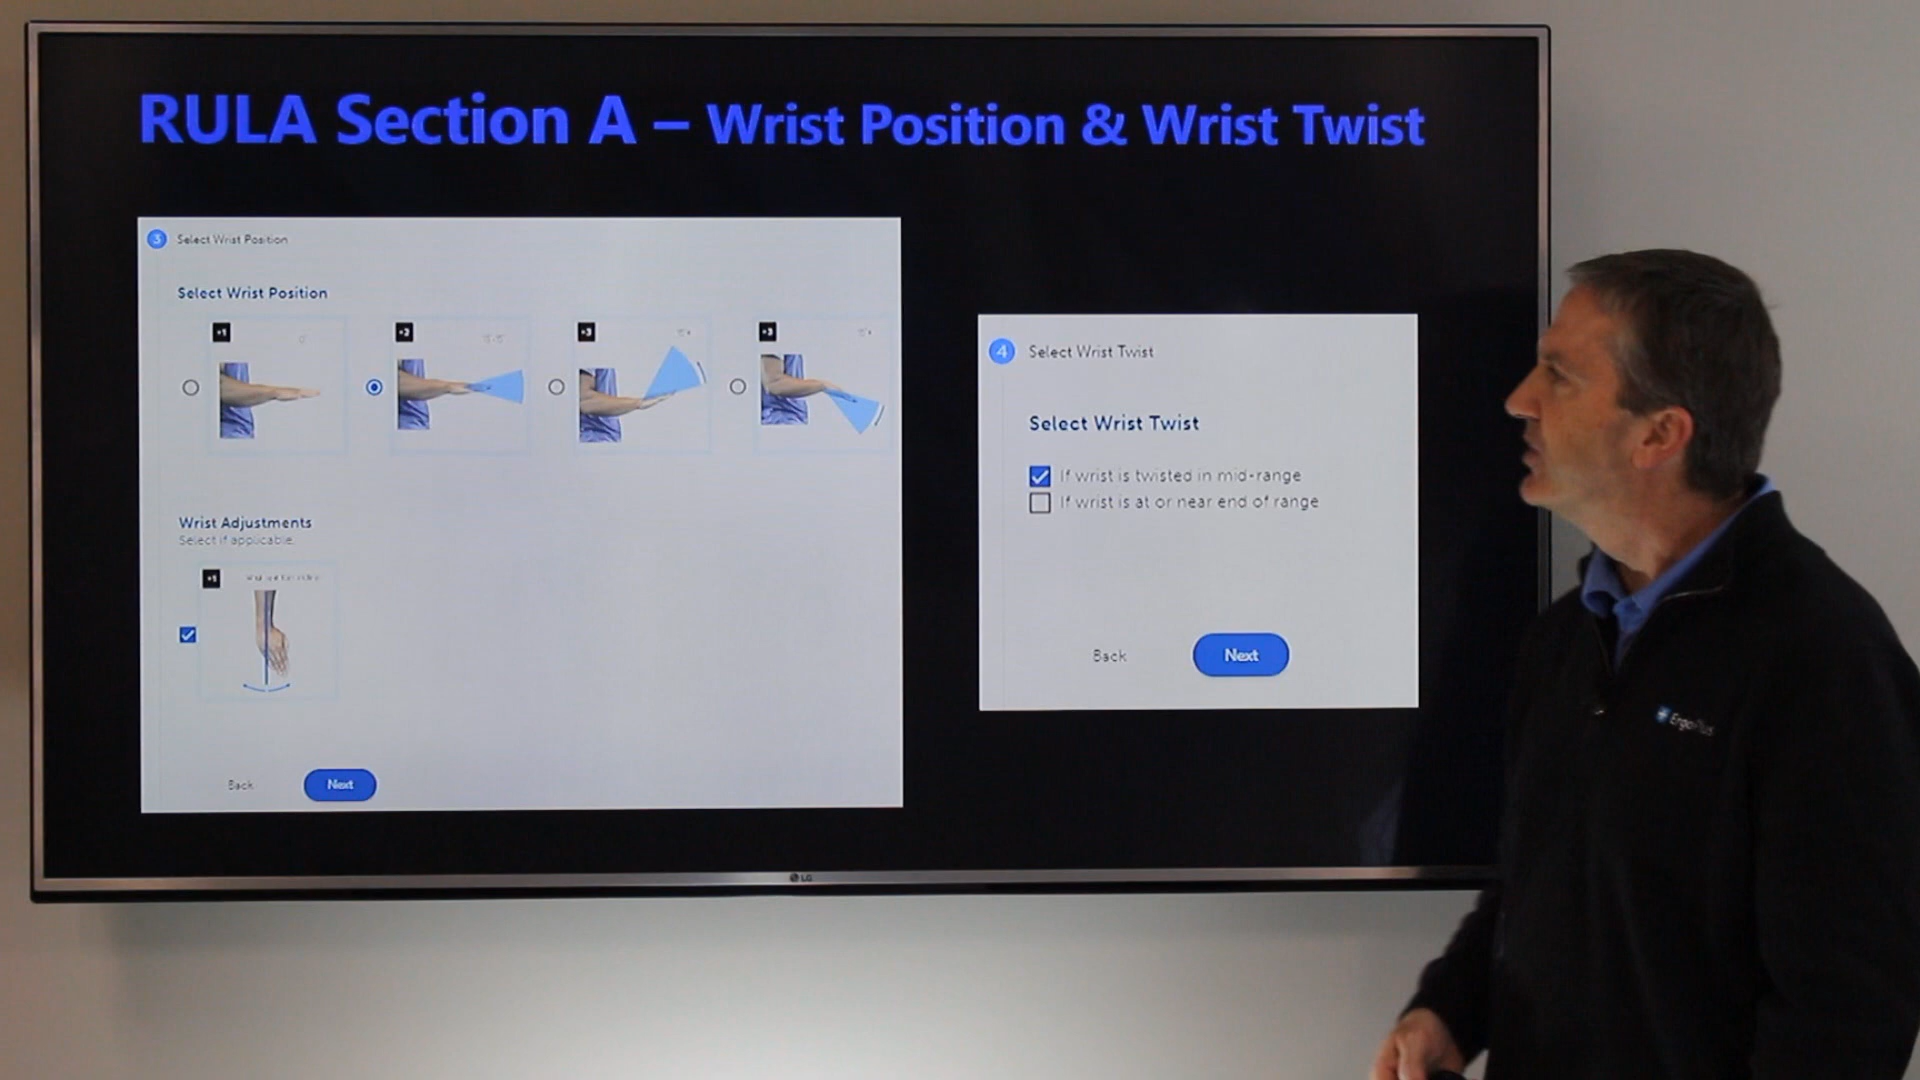 RULA Section A – Wrist Position & Wrist Twist
3 Select Wrist Position
Select Wrist Position
+1
+2
+3
+3
Wrist Adjustments
Select if applicable.
+1
Back Next
4 Select Wrist Twist
Select Wrist Twist
If wrist is twisted in mid-range
If wrist is at or near end of range
Back Next
LG
ErgoPlus